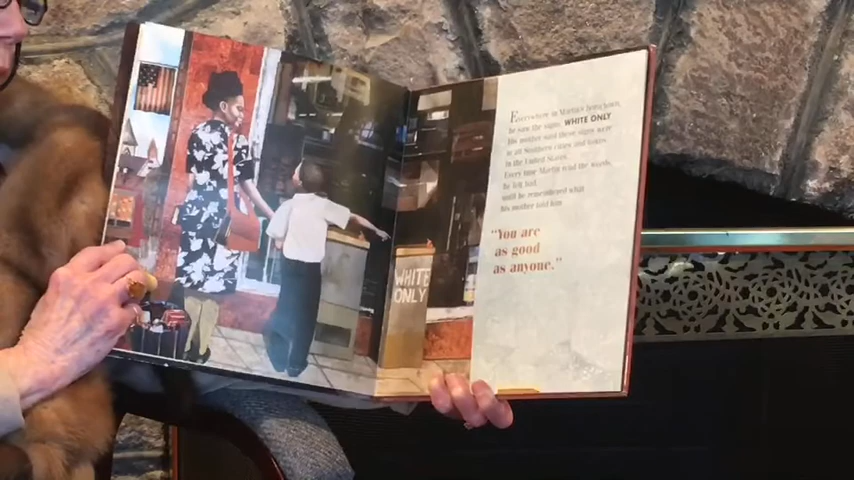 WHITE
ONLY
Everywhere in Martin's hometown,
he saw the signs, WHITE ONLY.
His mother said these signs were
in all Southern cities and towns
in the United States.
Every time Martin read the words,
he felt bad,
until he remembered what
his mother told him:
"You are
as good
as anyone."